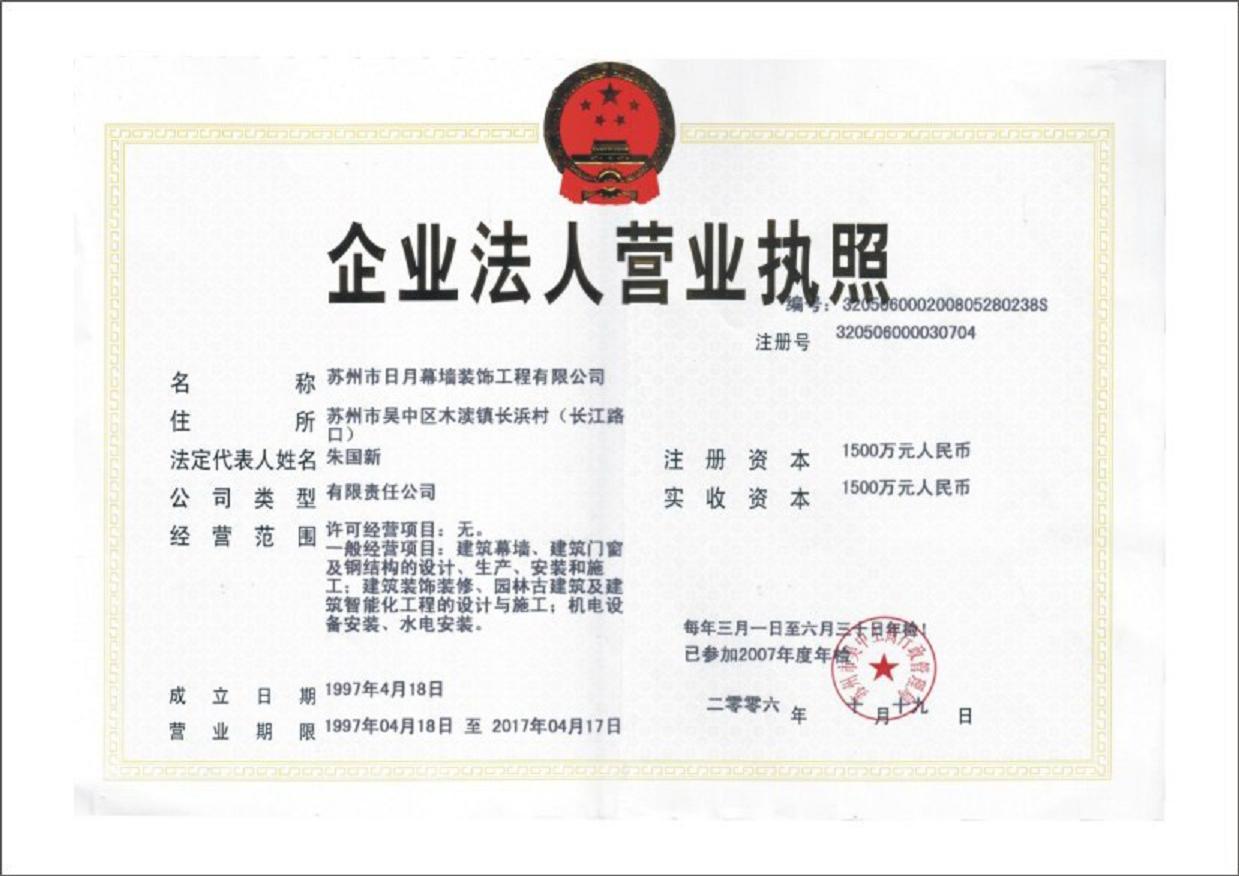 企业法人营业执照
编号：320506000200805280238S
注册号 320506000030704
名称 苏州市日月幕墙装饰工程有限公司
住所 苏州市吴中区木渎镇长浜村（长江路
口）
法定代表人姓名 朱国新
注册资本 1500万元人民币
公司类型 有限责任公司
实收资本 1500万元人民币
经营范围 许可经营项目：无。
一般经营项目：建筑幕墙、建筑门窗
及钢结构的设计、生产、安装和施
工；建筑装饰装修、园林古建筑及建
筑智能化工程的设计与施工；机电设
备安装、水电安装。
每年三月一日至六月三十日年检！
已参加2007年度年检
成立日期 1997年4月18日
二零零六年 十月十九日
营业期限 1997年04月18日 至 2017年04月17日